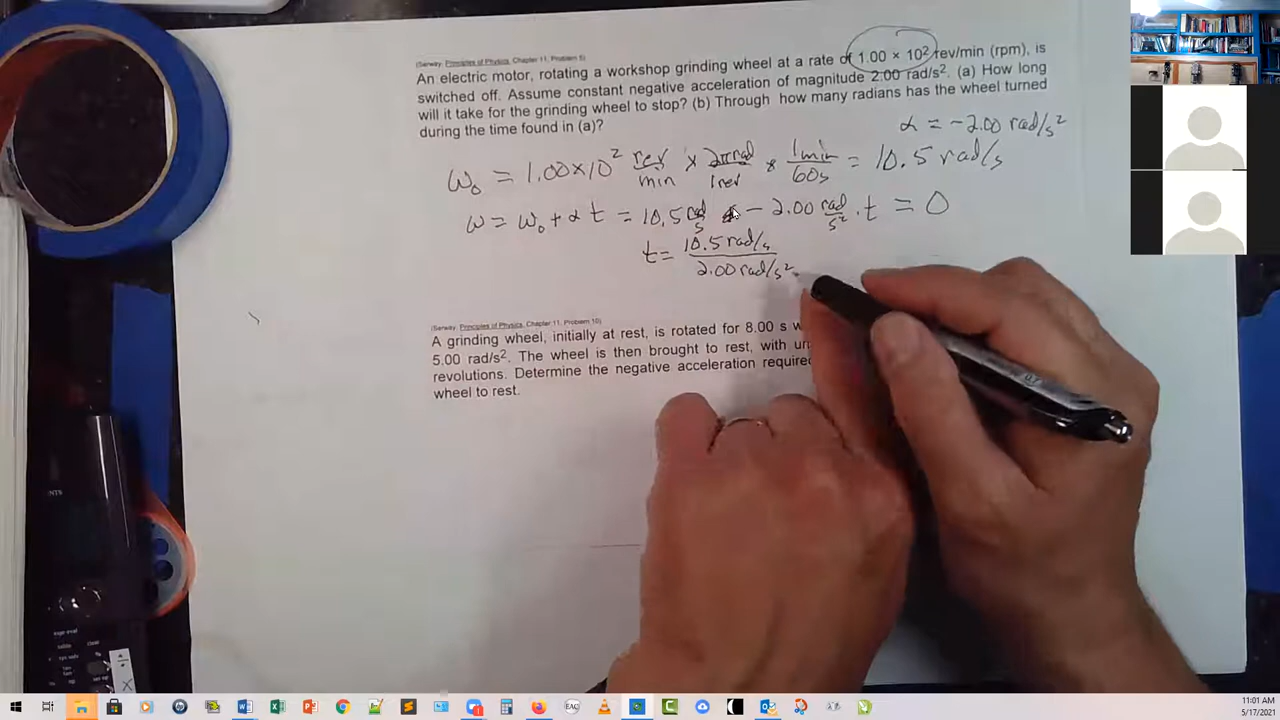 (Serway, Principles of Physics, Chapter 11, Problem 5)
An electric motor, rotating a workshop grinding wheel at a rate of 1.00 × 10² rev/min (rpm), is
switched off. Assume constant negative acceleration of magnitude 2.00 rad/s². (a) How long
will it take for the grinding wheel to stop? (b) Through how many radians has the wheel turned
during the time found in (a)?
α = -2.00 rad/s²
ω₀ = 1.00×10² rev/min × 2π rad/1 rev × 1 min/60s = 10.5 rad/s
ω = ω₀ + α t = 10.5 rad/s - 2.00 rad/s² · t = 0
t = 10.5 rad/s / 2.00 rad/s²
(Serway, Principles of Physics, Chapter 11, Problem 10)
A grinding wheel, initially at rest, is rotated for 8.00 s
5.00 rad/s². The wheel is then brought to rest, with
revolutions. Determine the negative acceleration required
wheel to rest.
11:01 AM
5/17/2021